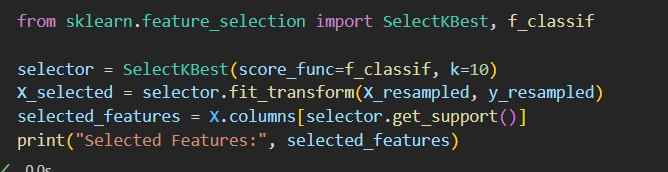 from sklearn.feature_selection import SelectKBest, f_classif
selector = SelectKBest(score_func=f_classif, k=10)
X_selected = selector.fit_transform(X_resampled, y_resampled)
selected_features = X.columns[selector.get_support()]
print("Selected Features:", selected_features)
✓ 0.0s